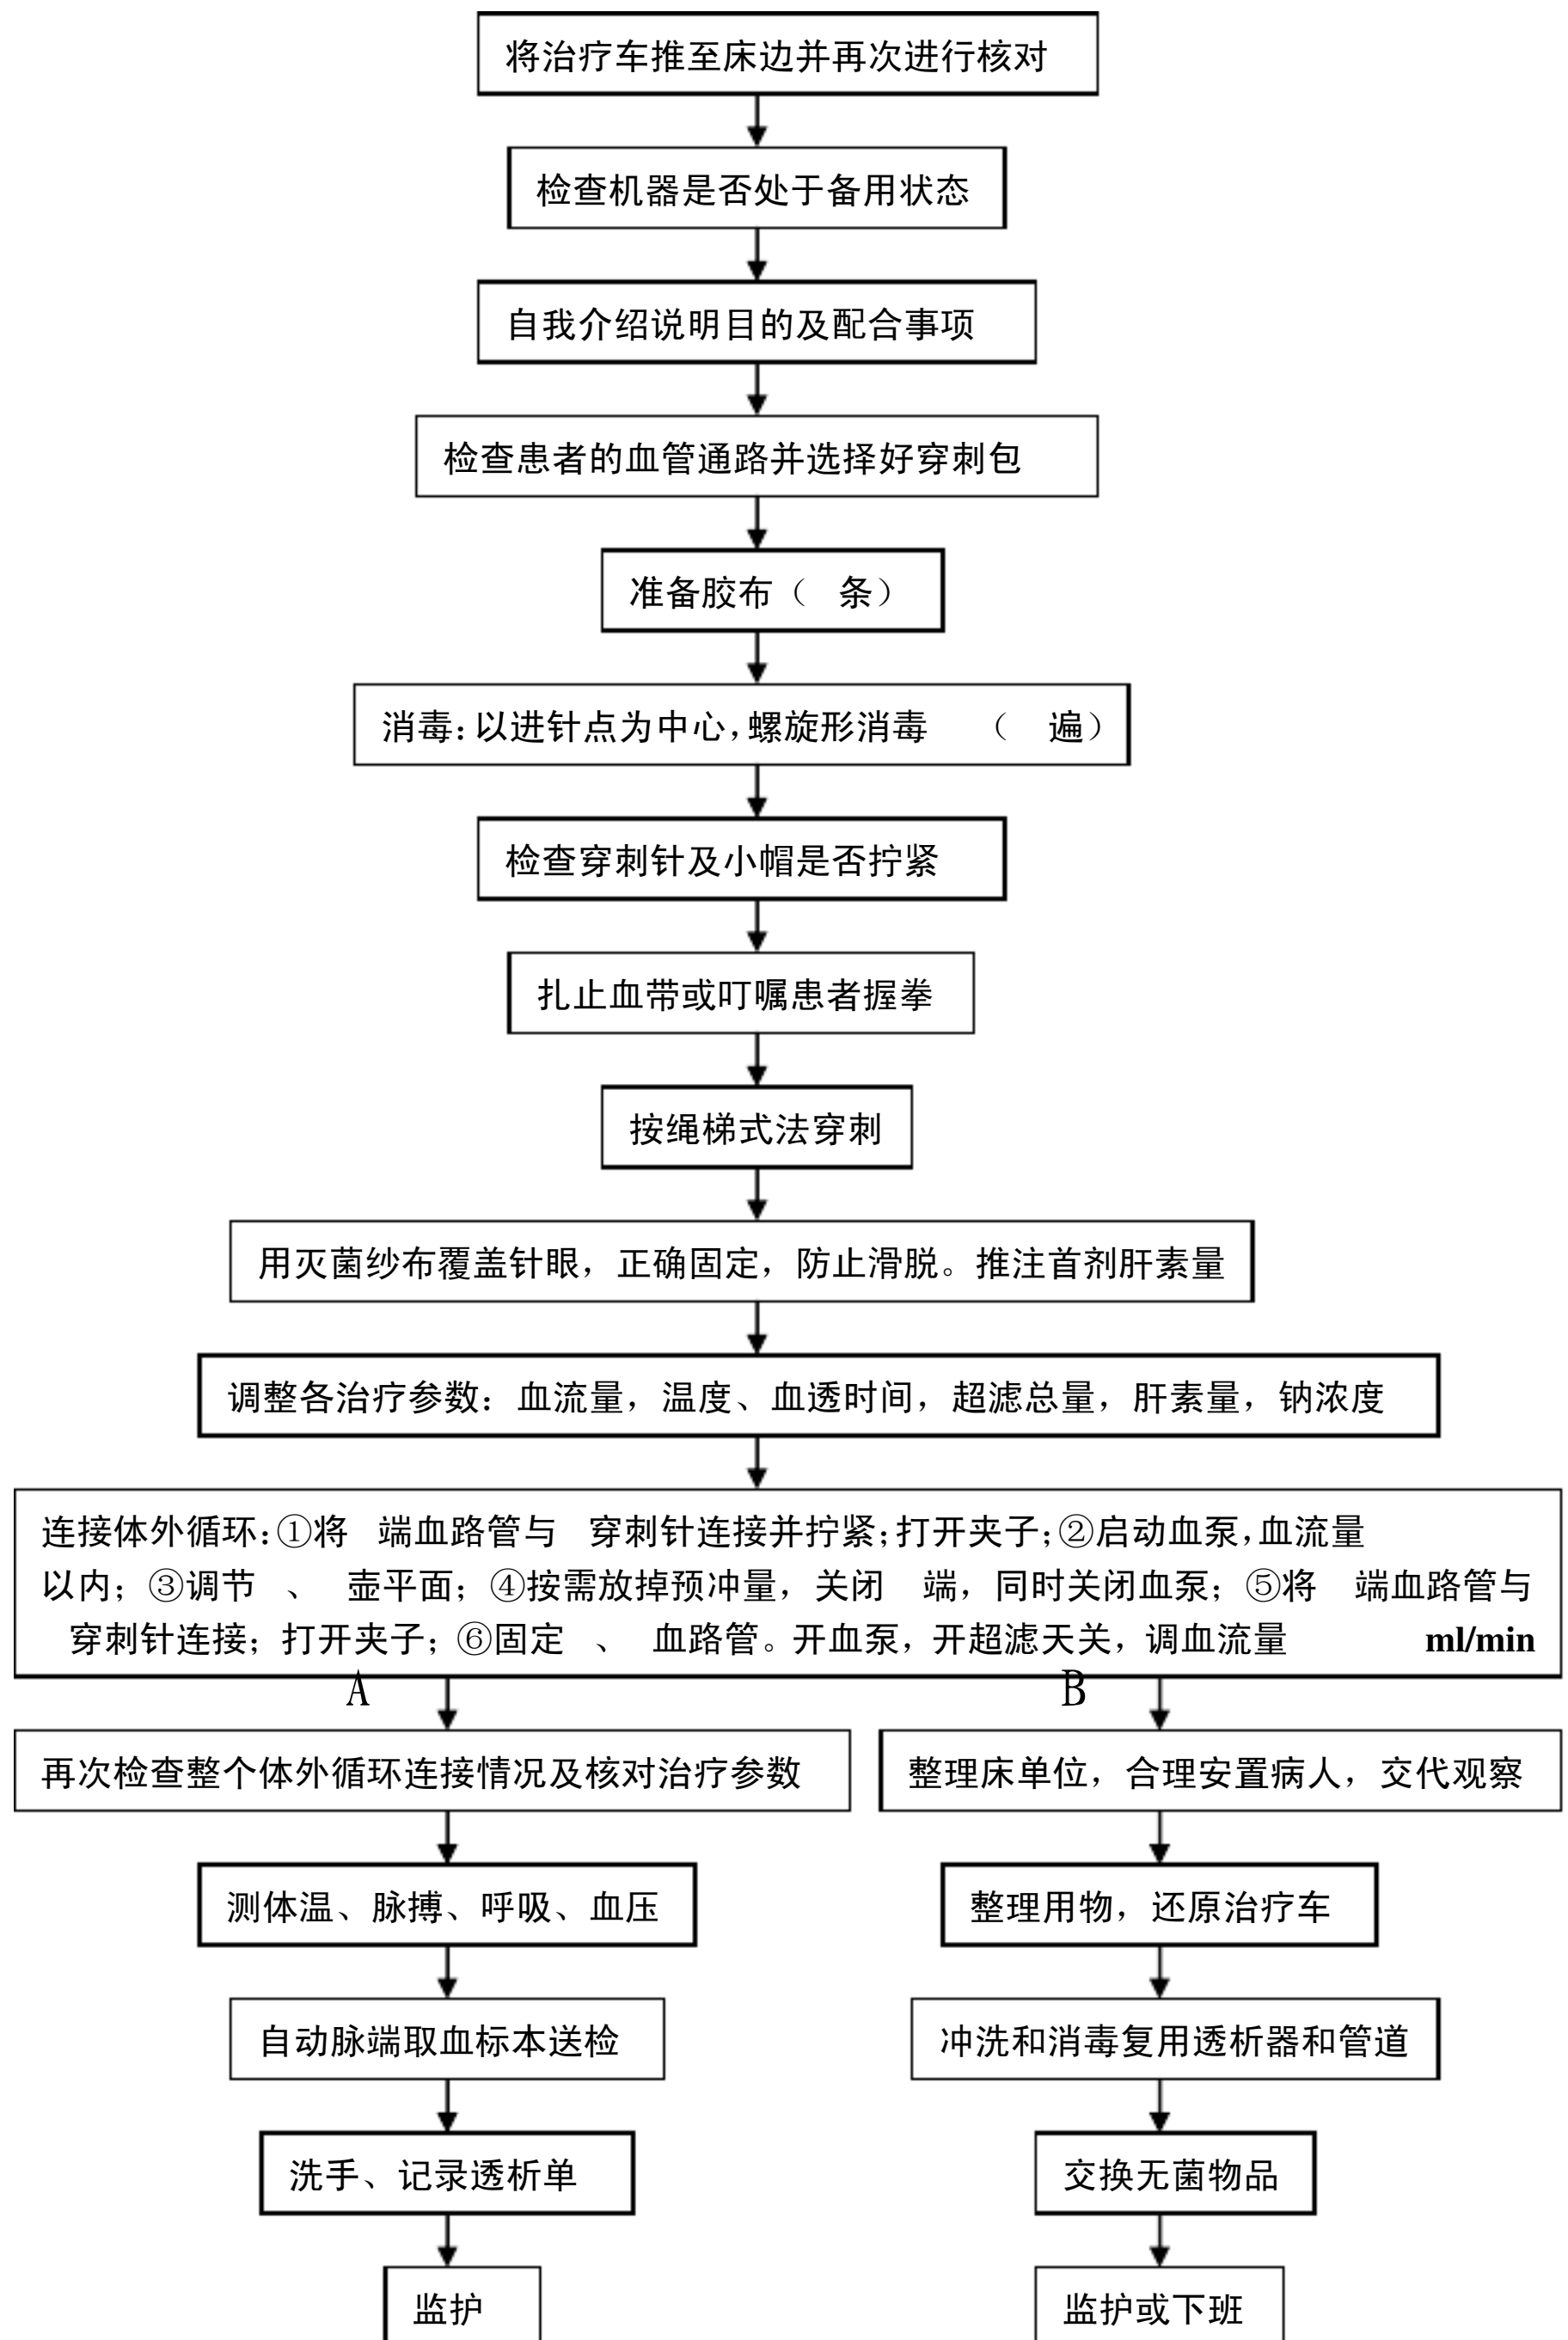 将治疗车推至床边并再次进行核对
检查机器是否处于备用状态
自我介绍说明目的及配合事项
检查患者的血管通路并选择好穿刺包
准备胶布（ 条）
消毒：以进针点为中心，螺旋形消毒 （ 遍）
检查穿刺针及小帽是否拧紧
扎止血带或叮嘱患者握拳
按绳梯式法穿刺
用灭菌纱布覆盖针眼，正确固定，防止滑脱。推注首剂肝素量
调整各治疗参数：血流量，温度、血透时间，超滤总量，肝素量，钠浓度
连接体外循环：①将 端血路管与 穿刺针连接并拧紧；打开夹子；②启动血泵，血流量
以内；③调节 、 壶平面；④按需放掉预冲量，关闭 端，同时关闭血泵；⑤将 端血路管与
穿刺针连接；打开夹子；⑥固定 、 血路管。开血泵，开超滤天关，调血流量 ml/min
A
B
再次检查整个体外循环连接情况及核对治疗参数
测体温、脉搏、呼吸、血压
自动脉端取血标本送检
洗手、记录透析单
监护
整理床单位，合理安置病人，交代观察
整理用物，还原治疗车
冲洗和消毒复用透析器和管道
交换无菌物品
监护或下班